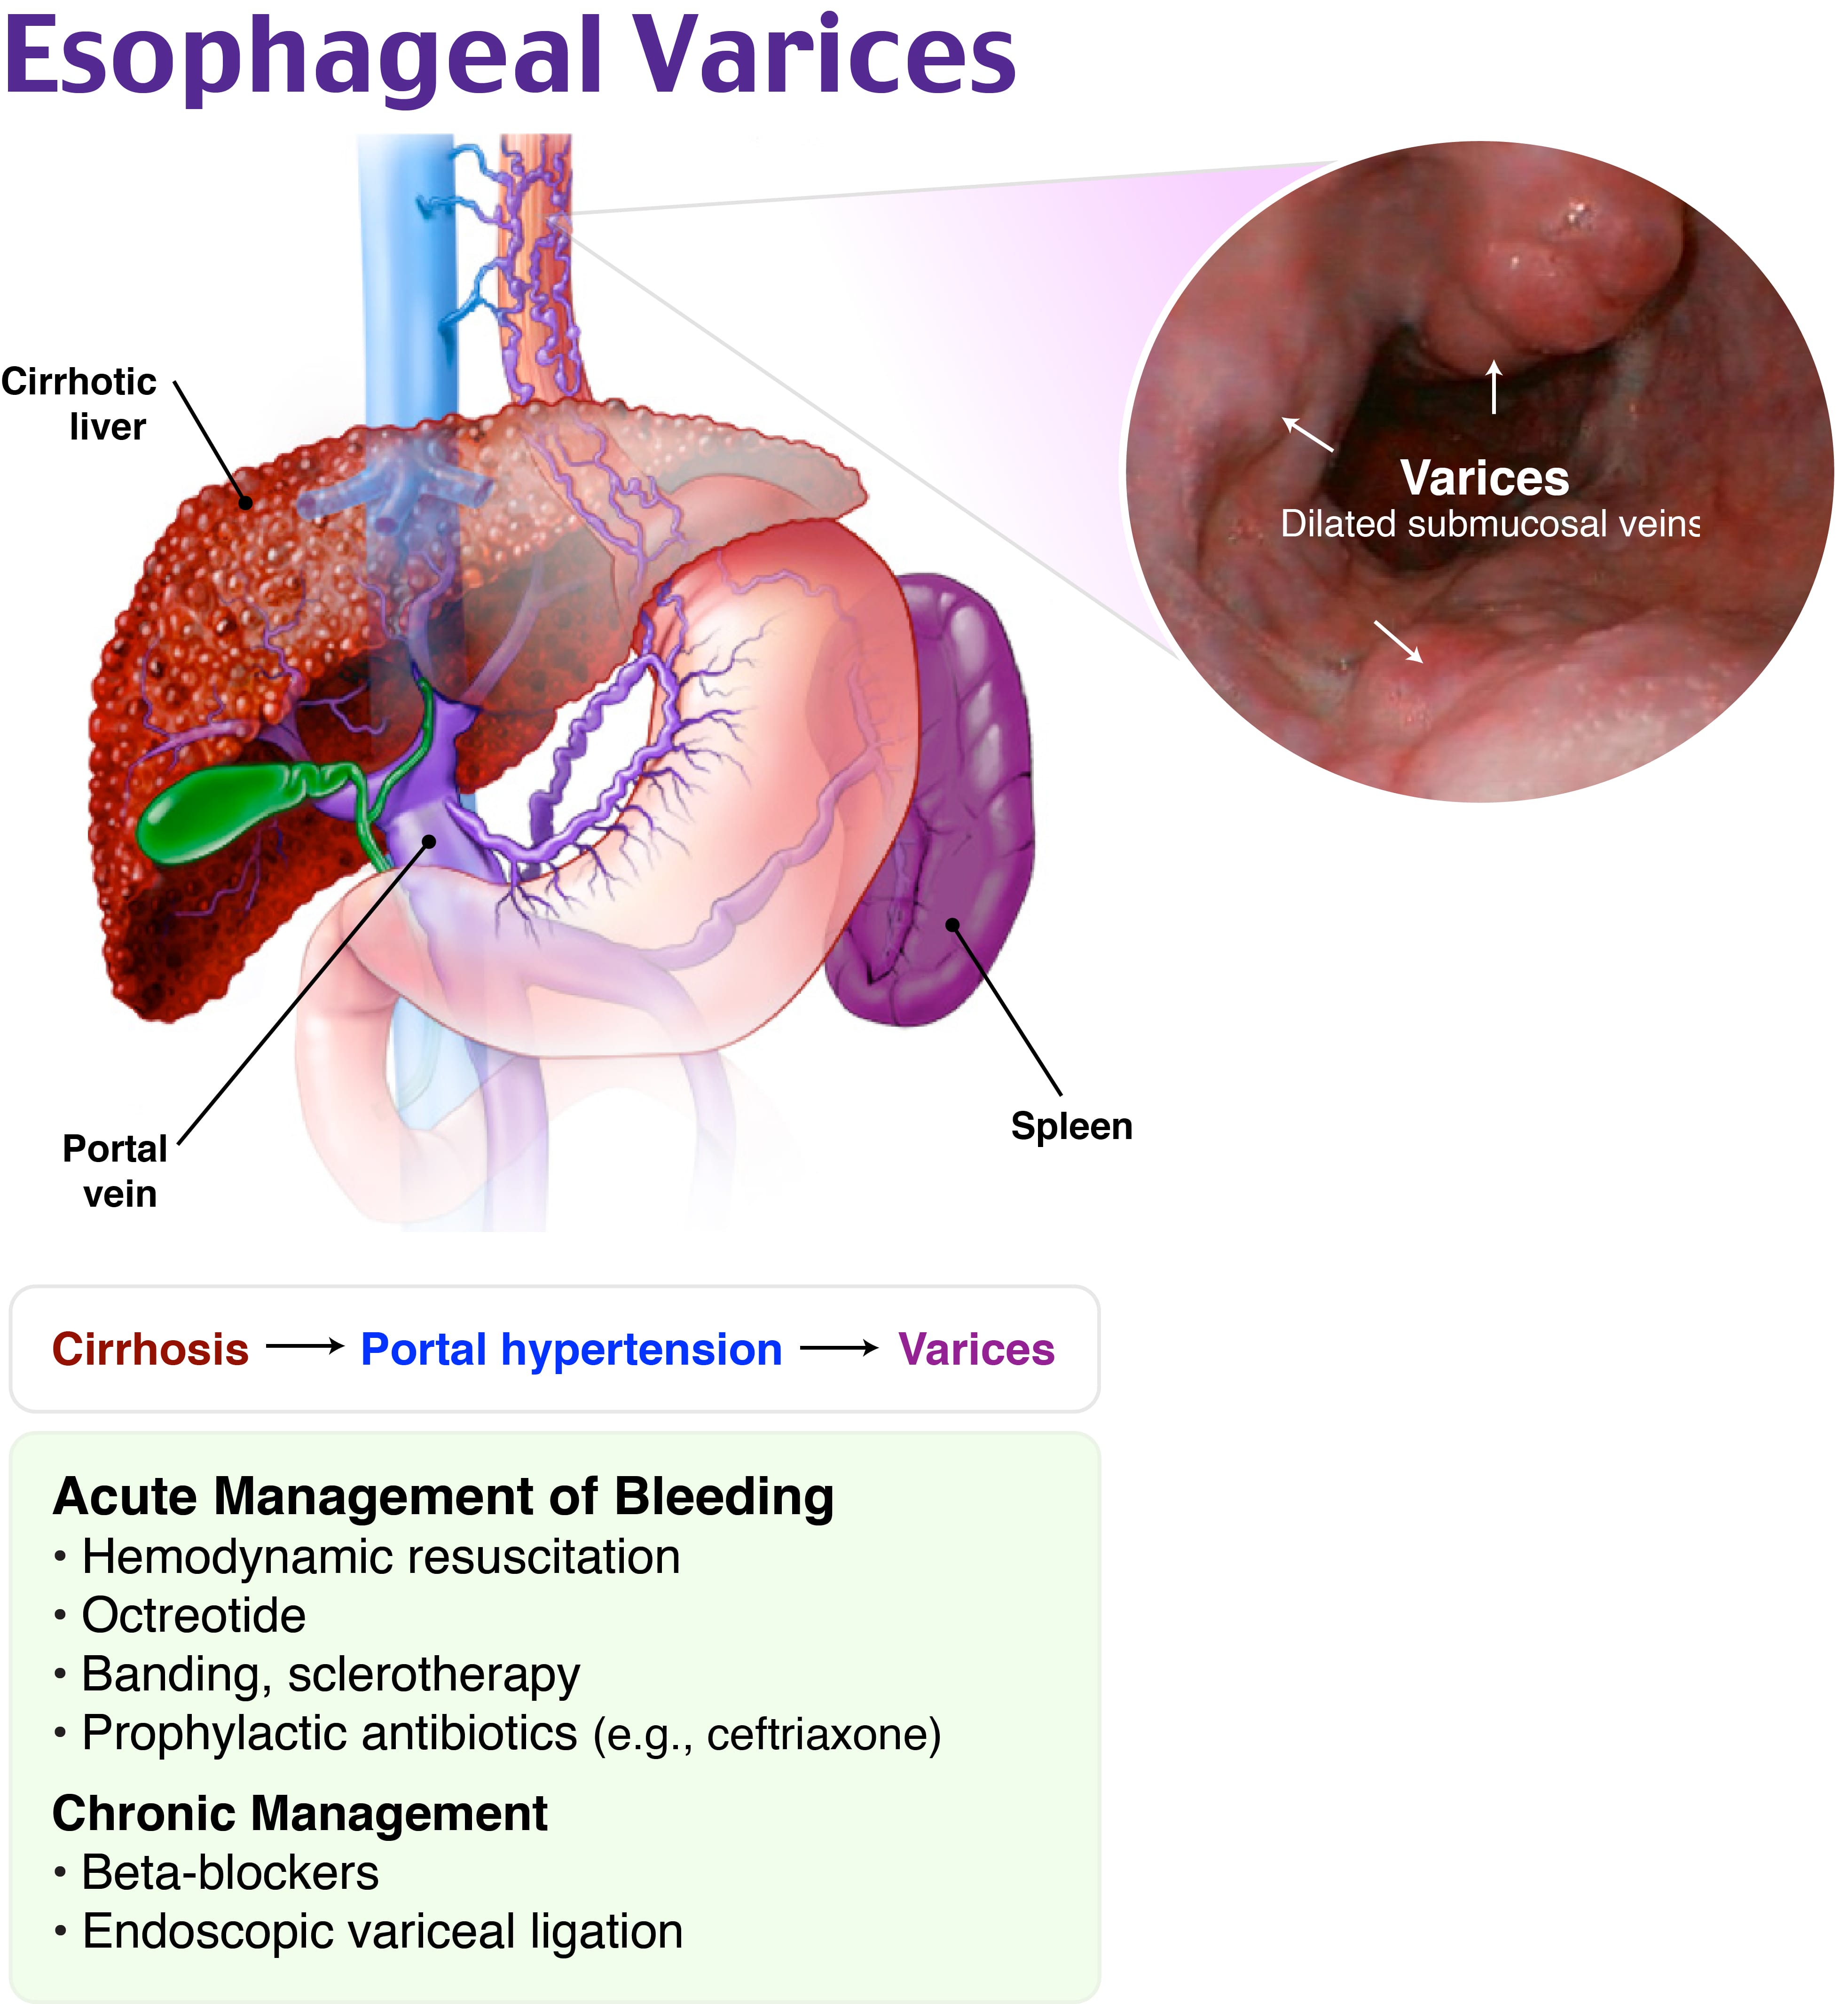 Esophageal Varices
Cirrhotic
liver
Varices
Dilated submucosal veins
Portal
vein
Spleen
Cirrhosis → Portal hypertension → Varices
Acute Management of Bleeding
• Hemodynamic resuscitation
• Octreotide
• Banding, sclerotherapy
• Prophylactic antibiotics (e.g., ceftriaxone)
Chronic Management
• Beta-blockers
• Endoscopic variceal ligation